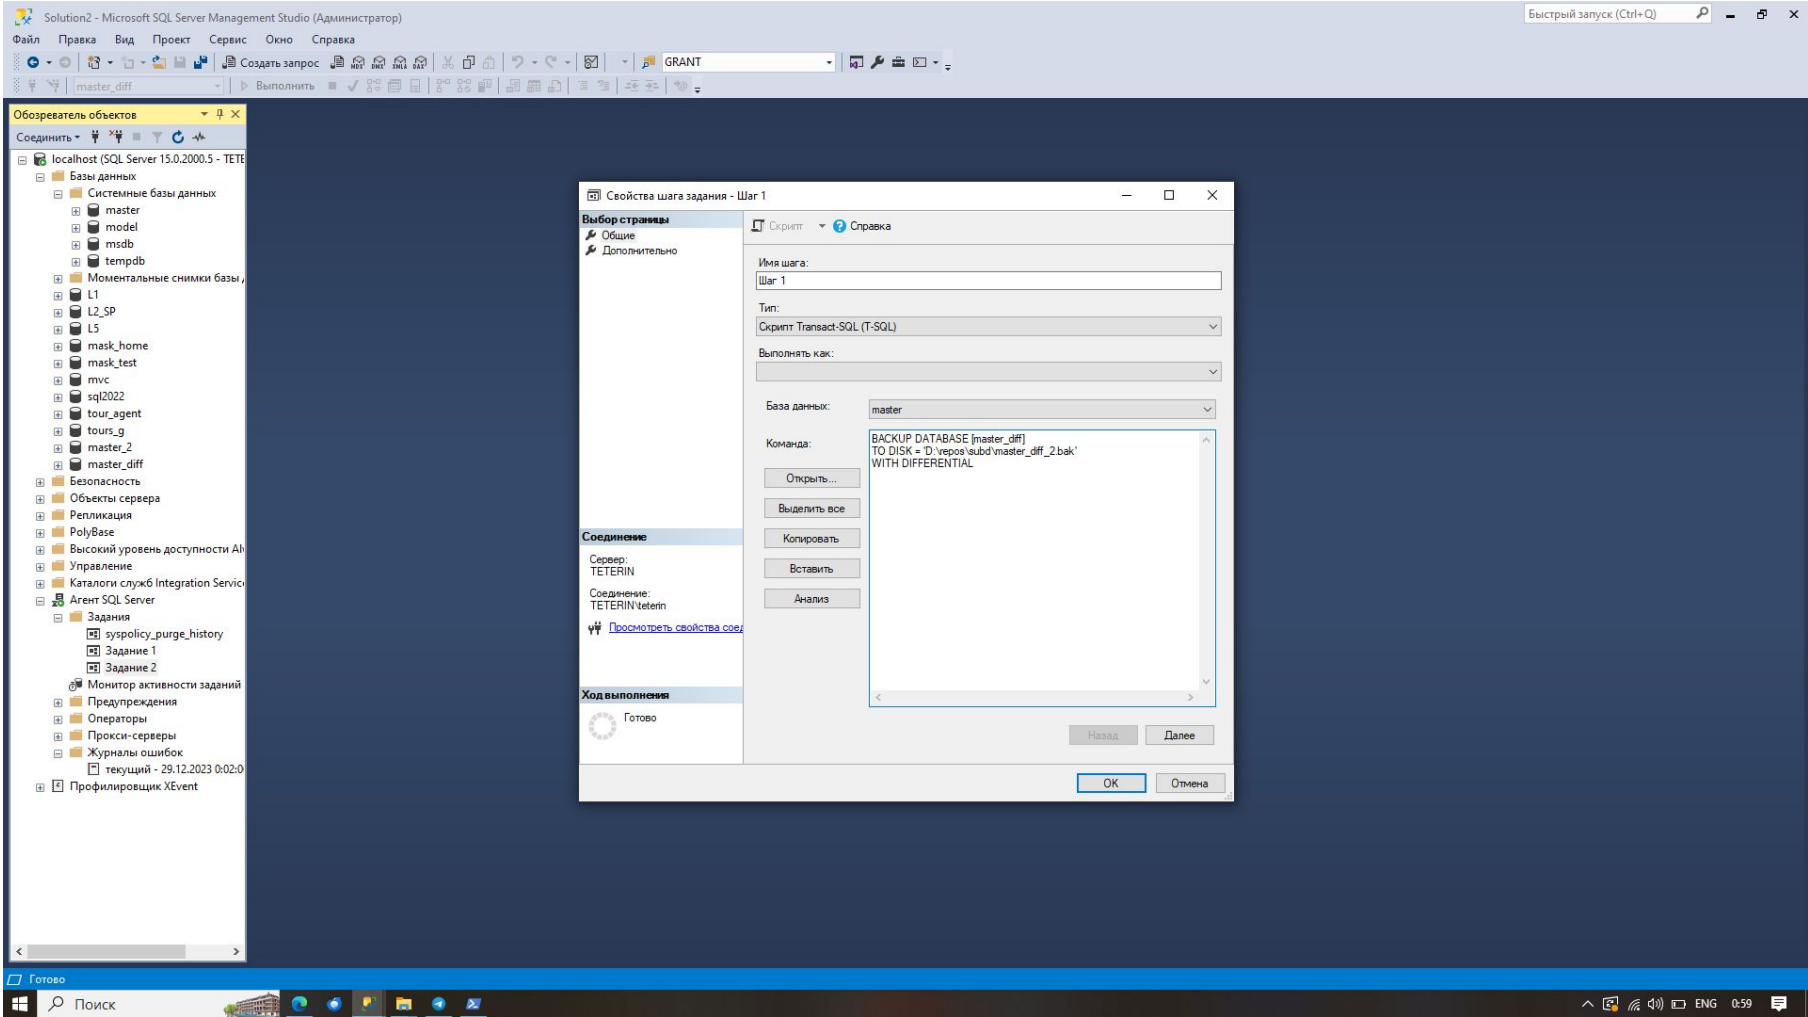 Solution2 - Microsoft SQL Server Management Studio (Администратор)
Быстрый запуск (Ctrl+Q)
Файл Правка Вид Проект Сервис Окно Справка
Создать запрос
GRANT
master_diff
Выполнить
Обозреватель объектов
Соединить
localhost (SQL Server 15.0.2000.5 - TETE
Базы данных
Системные базы данных
master
model
msdb
tempdb
Моментальные снимки базы
L1
L2_SP
L5
mask_home
mask_test
mvc
sql2022
tour_agent
tours_g
master_2
master_diff
Безопасность
Объекты сервера
Репликация
PolyBase
Высокий уровень доступности Al
Управление
Каталоги служб Integration Servic
Агент SQL Server
Задания
syspolicy_purge_history
Задание 1
Задание 2
Монитор активности заданий
Предупреждения
Операторы
Прокси-серверы
Журналы ошибок
текущий - 29.12.2023 0:02:0
Профилировщик XEvent
Свойства шага задания - Шаг 1
Выбор страницы
Общие
Дополнительно
Скрипт Справка
Имя шага:
Шаг 1
Тип:
Скрипт Transact-SQL (T-SQL)
Выполнять как:
База данных:
master
Команда:
BACKUP DATABASE [master_diff]
TO DISK = 'D:\repos\subd\master_diff_2.bak'
WITH DIFFERENTIAL
Открыть...
Выделить все
Копировать
Вставить
Анализ
Соединение
Сервер:
TETERIN
Соединение:
TETERIN\teterin
Просмотреть свойства соед
Ход выполнения
Готово
Назад Далее
OK Отмена
Готово
Поиск
ENG 0:59